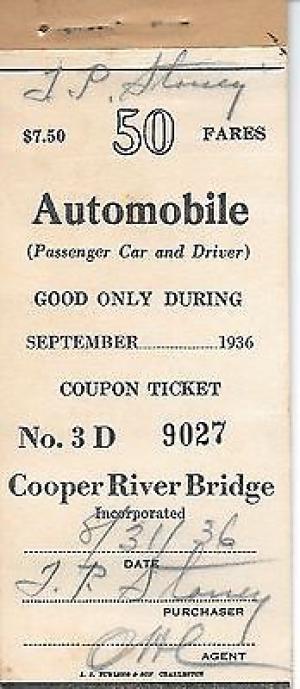 T. P. Stoney
$7.50 50 FARES
Automobile
(Passenger Car and Driver)
GOOD ONLY DURING
SEPTEMBER..................1936
COUPON TICKET
No. 3 D 9027
Cooper River Bridge
Incorporated
8/31/36
DATE
T. P. Stoney
PURCHASER
AGENT